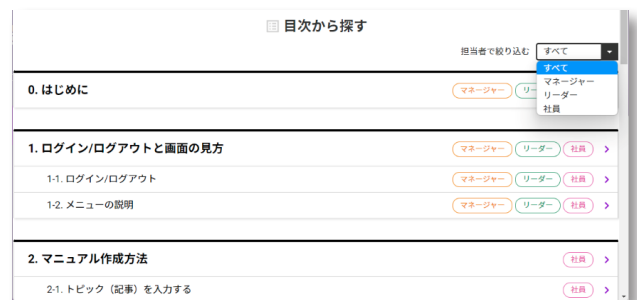 目次から探す
担当者で絞り込む すべて
すべて
マネージャー
リーダー
社員
0. はじめに マネージャー
1. ログイン/ログアウトと画面の見方 マネージャー リーダー 社員
1-1. ログイン/ログアウト マネージャー リーダー 社員
1-2. メニューの説明 マネージャー リーダー 社員
2. マニュアル作成方法 社員
2-1. トピック（記事）を入力する 社員